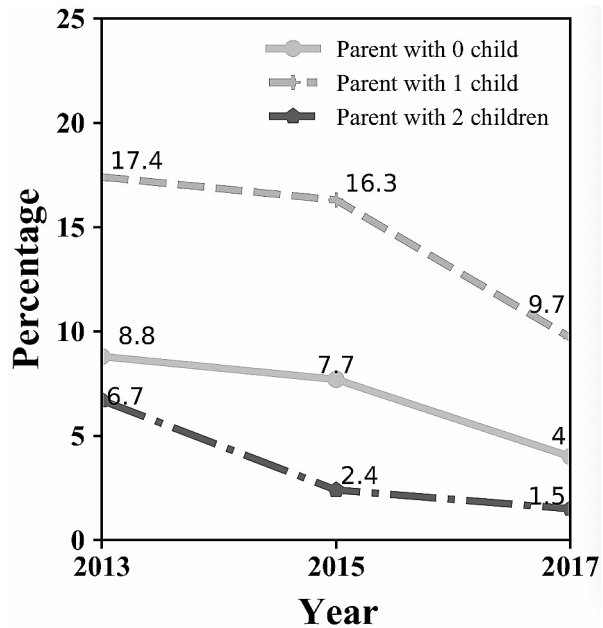 25
Parent with 0 child
Parent with 1 child
Parent with 2 children
20
17.4
16.3
15
9.7
10
8.8
7.7
6.7
5
4
2.4
1.5
0
2013 2015 2017
Percentage
Year